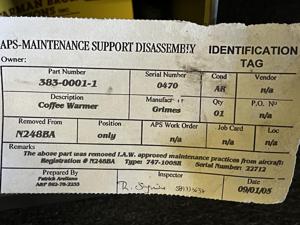 APS-MAINTENANCE SUPPORT DISASSEMBLY IDENTIFICATION TAG
Owner:
Part Number Serial Number Cond Vendor
383-0001-1 0470 AR n/a
Description Manufacturer Qty P.O. Nº
Coffee Warmer Grimes 01 n/a
Removed From Position APS Work Order Job Card Loc
N248BA only n/a n/a n/a
Remarks
The above part was removed I.A.W. approved maintenance practices from aircraft:
Registration # N248BA Type: 747-100SR Serial Number: 22712
Prepared By Inspector Date
Patrick Arellano 09/01/05